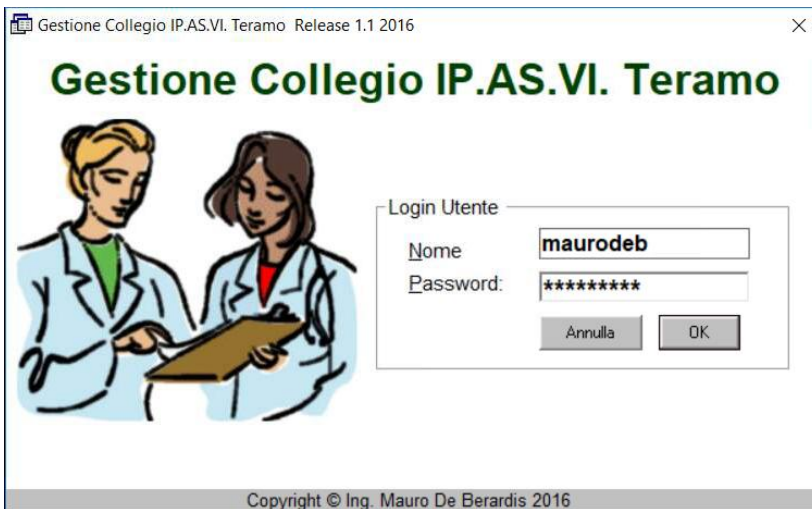 Gestione Collegio IP.AS.VI. Teramo Release 1.1 2016
Gestione Collegio IP.AS.VI. Teramo
Login Utente
Nome maurodeb
Password: *********
Annulla OK
Copyright © Ing. Mauro De Berardis 2016